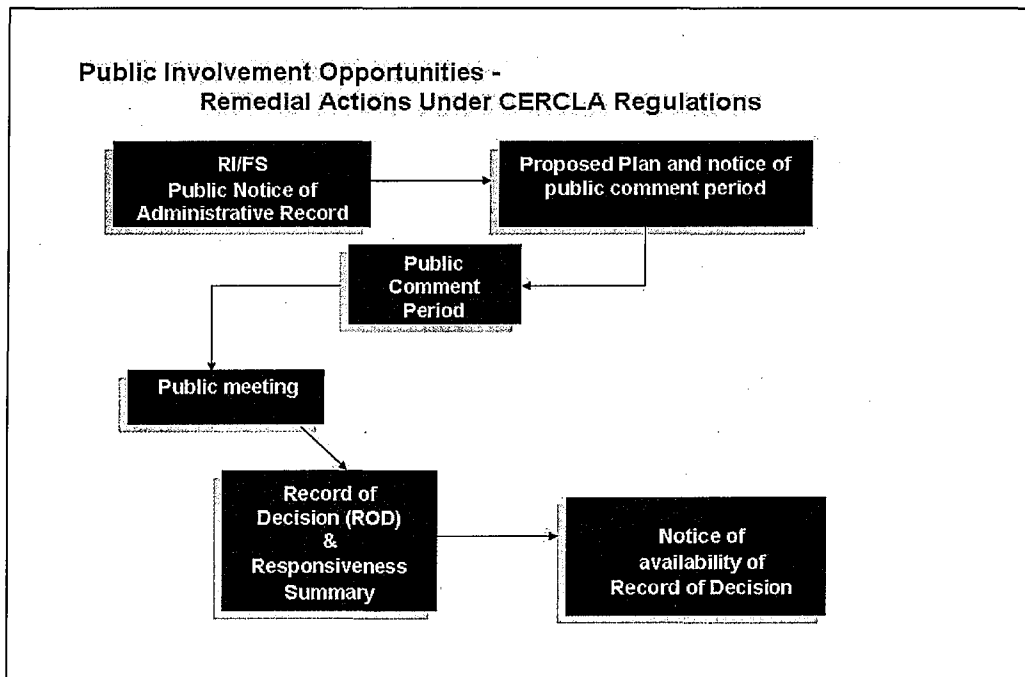 Public Involvement Opportunities -
Remedial Actions Under CERCLA Regulations
RI/FS
Public Notice of
Administrative Record
Proposed Plan and notice of
public comment period
Public
Comment
Period
Public meeting
Record of
Decision (ROD)
&
Responsiveness
Summary
Notice of
availability of
Record of Decision